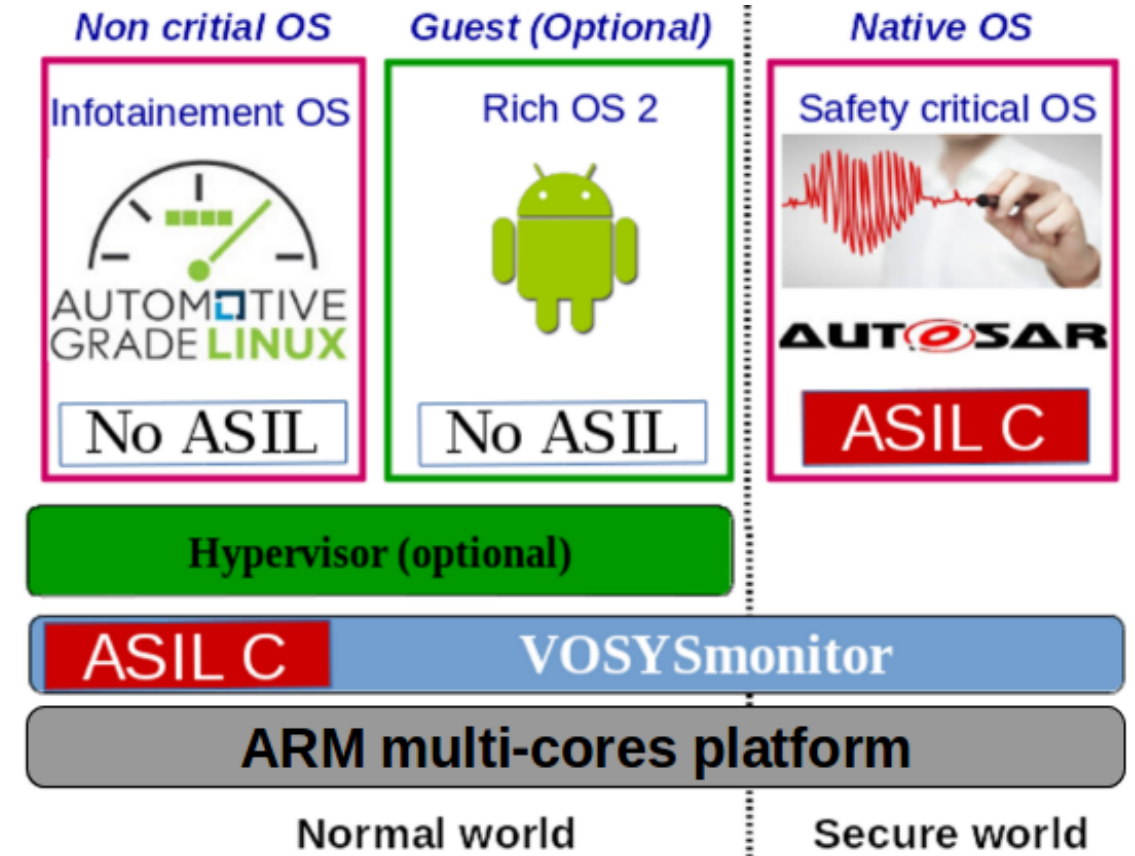 Non critial OS
Guest (Optional)
Native OS
Infotainement OS
AUTOMOTIVE
GRADE LINUX
No ASIL
Rich OS 2
No ASIL
Safety critical OS
AUTOSAR
ASIL C
Hypervisor (optional)
ASIL C
VOSYSmonitor
ARM multi-cores platform
Normal world
Secure world